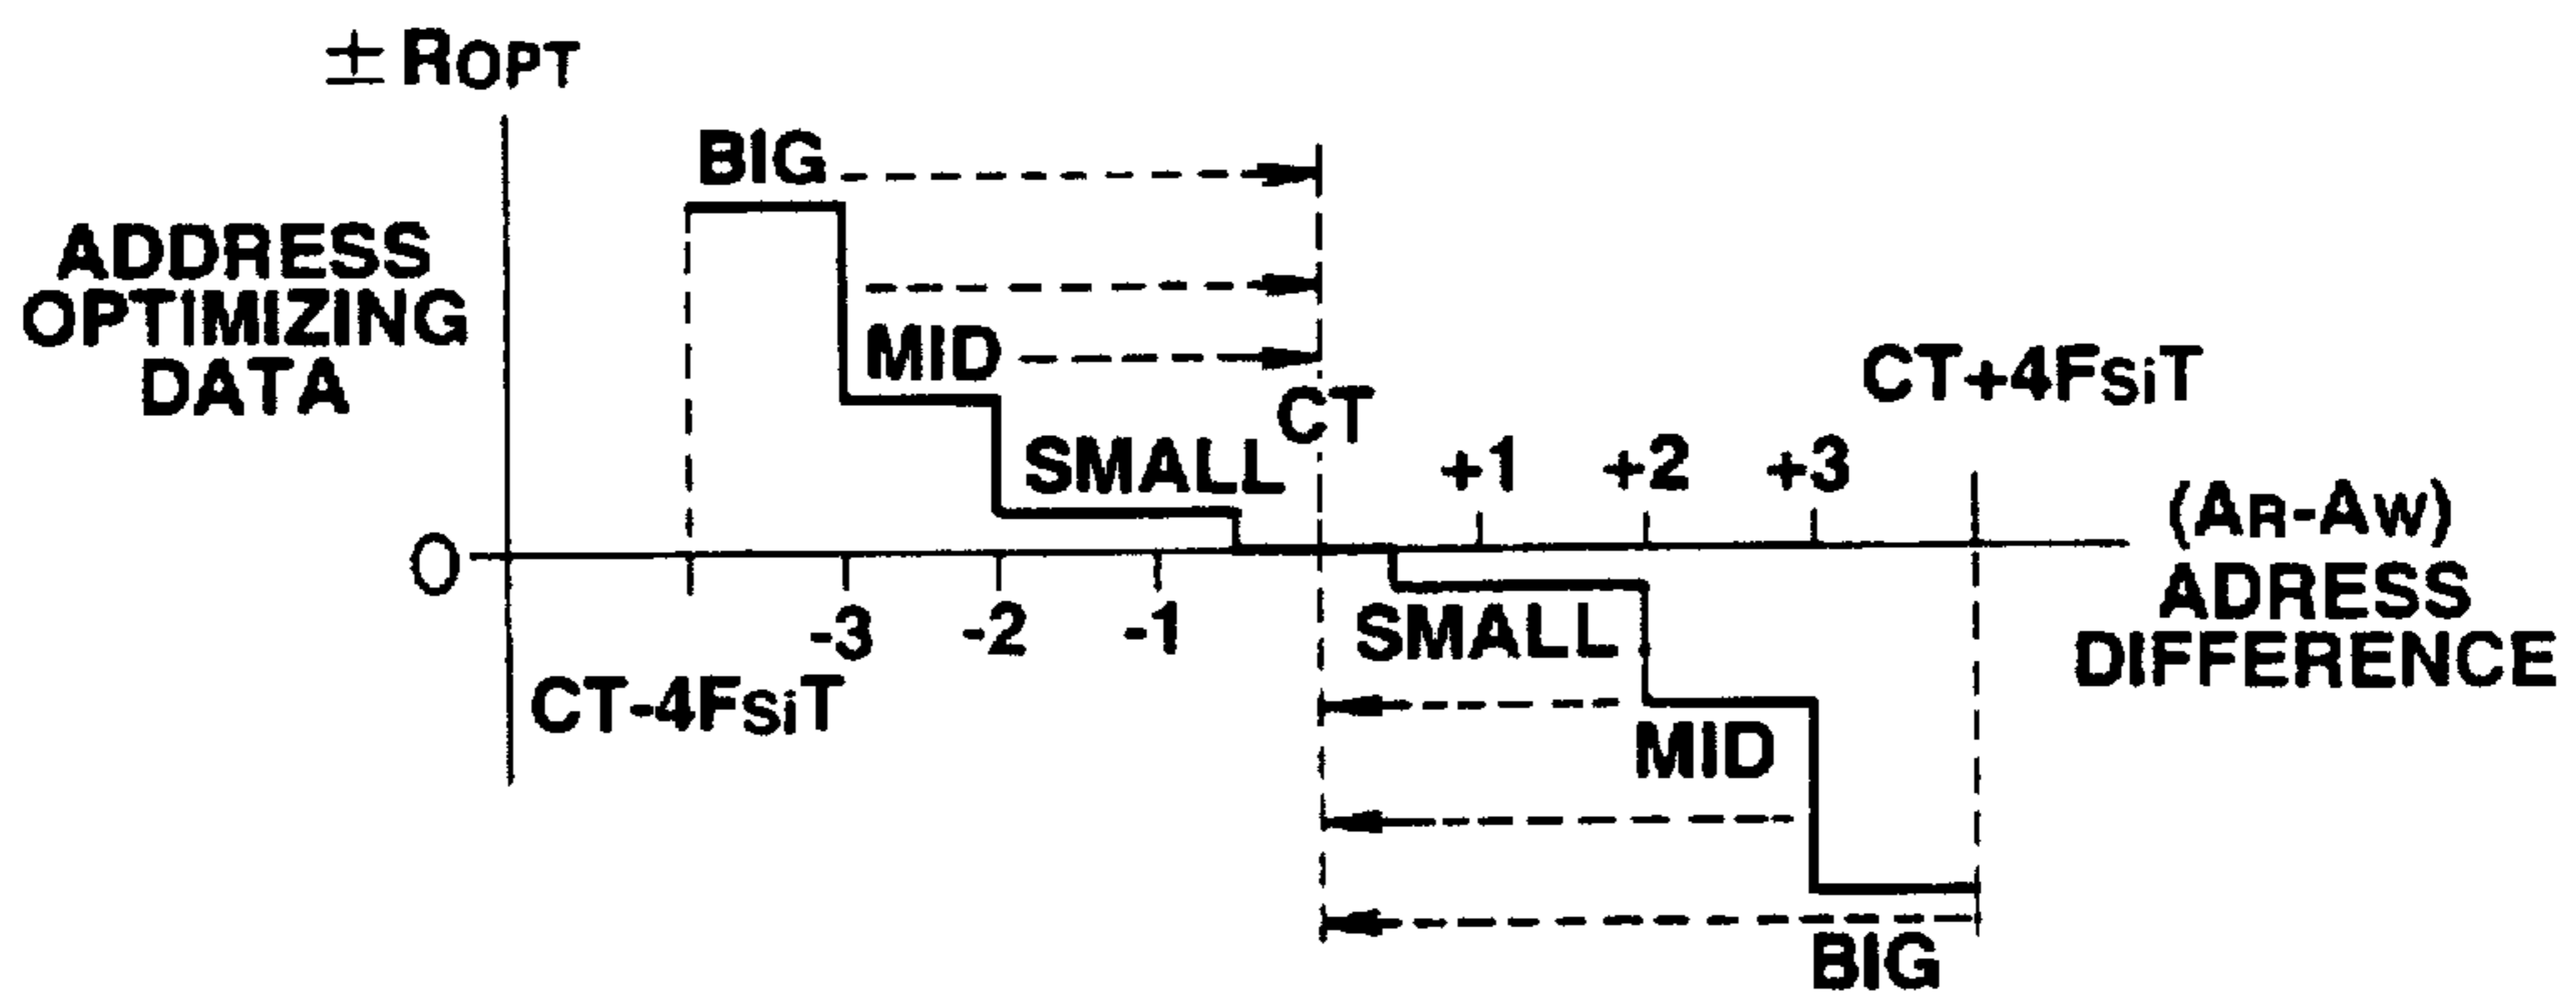 ± ROPT
BIG
ADDRESS
OPTIMIZING
DATA
MID
CT
CT+4FSiT
SMALL
+1 +2 +3
(AR-AW)
ADRESS
DIFFERENCE
O
-3 -2 -1
SMALL
CT-4FSiT
MID
BIG